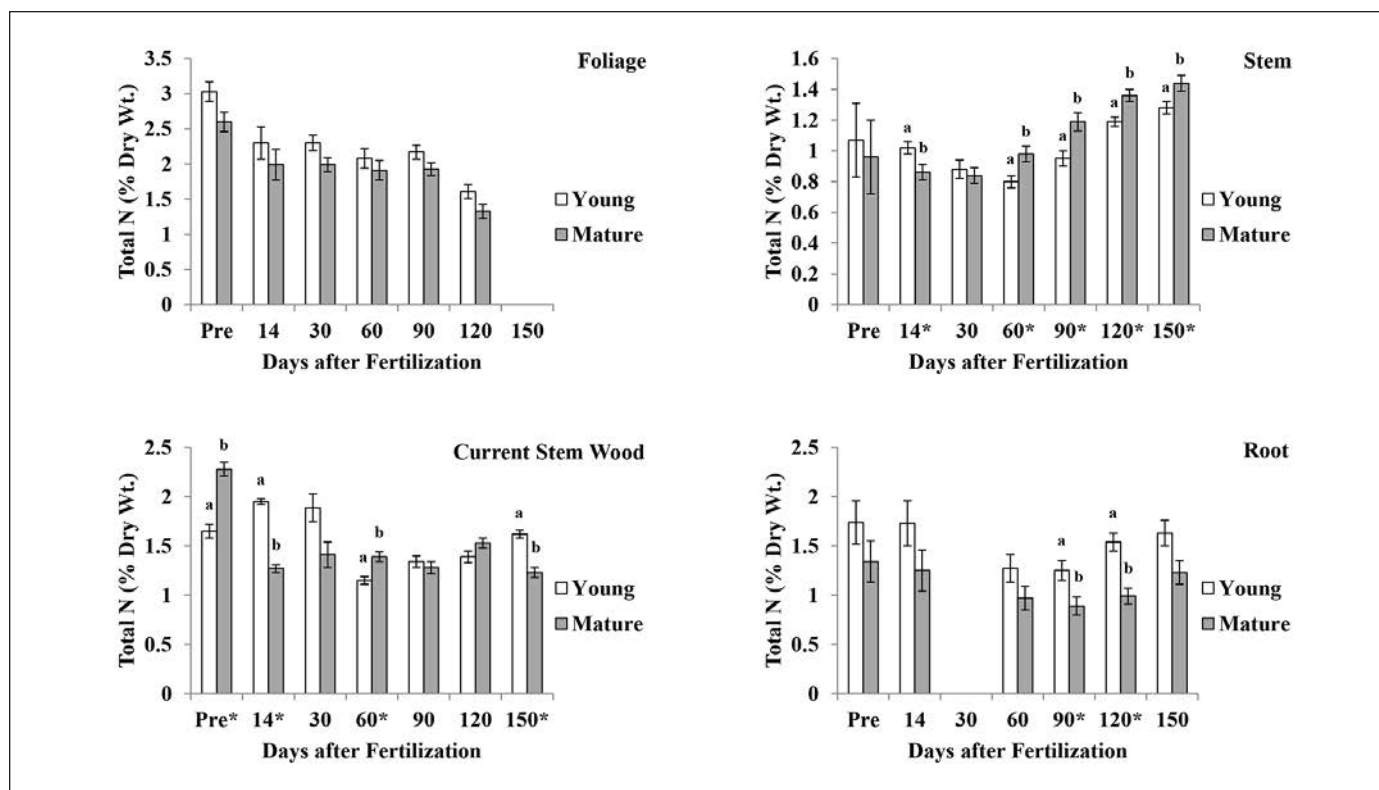 Foliage
Total N (% Dry Wt.)
3.5
3
2.5
2
1.5
1
0.5
0
Young
Mature
Pre 14 30 60 90 120 150
Days after Fertilization
Stem
Total N (% Dry Wt.)
1.6
1.4
1.2
1
0.8
0.6
0.4
0.2
0
a b a b a b a b a b
Young
Mature
Pre 14* 30 60* 90* 120* 150*
Days after Fertilization
Current Stem Wood
Total N (% Dry Wt.)
2.5
2
1.5
1
0.5
0
a b a b a b a b
Young
Mature
Pre* 14* 30 60* 90 120 150*
Days after Fertilization
Root
Total N (% Dry Wt.)
2.5
2
1.5
1
0.5
0
a b a b
Young
Mature
Pre 14 30 60 90* 120* 150
Days after Fertilization